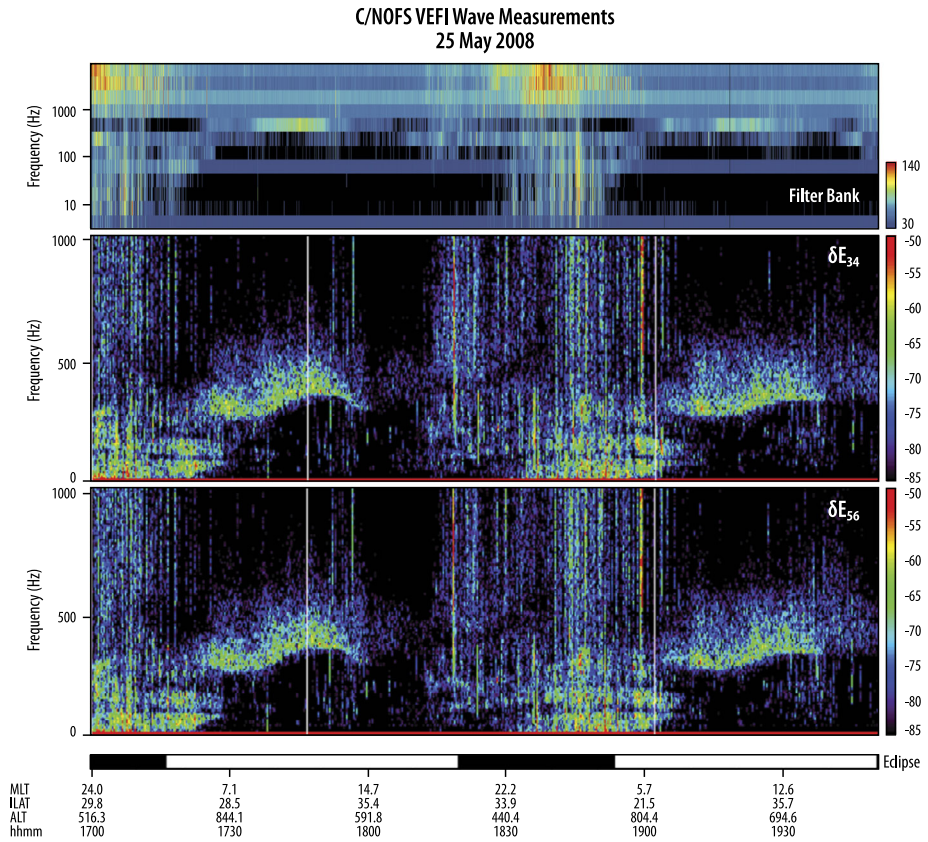 C/NOFS VEFI Wave Measurements
25 May 2008
Frequency (Hz)
1000
100
10
Filter Bank
140
30
Frequency (Hz)
1000
500
0
δE34
-50
-55
-60
-65
-70
-75
-80
-85
Frequency (Hz)
1000
500
0
δE56
-50
-55
-60
-65
-70
-75
-80
-85
Eclipse
MLT 24.0 7.1 14.7 22.2 5.7 12.6
ILAT 29.8 28.5 35.4 33.9 21.5 35.7
ALT 516.3 844.1 591.8 440.4 804.4 694.6
hhmm 1700 1730 1800 1830 1900 1930